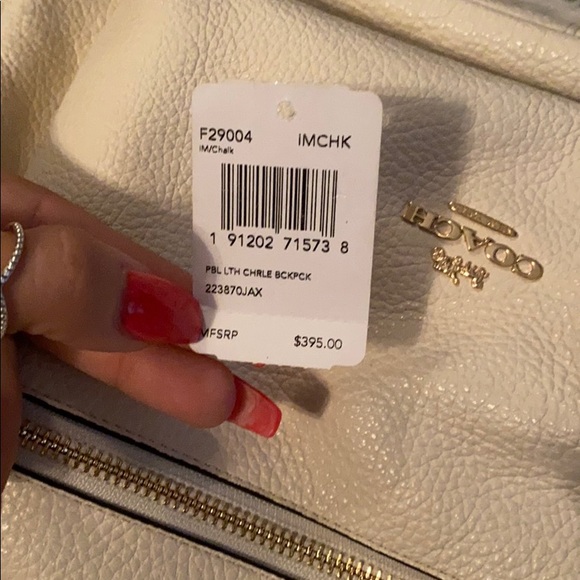 F29004 IMCHK
IM/Chalk
1 91202 71573 8
PBL LTH CHRLE BCKPCK
223870JAX
MFSRP $395.00
COACH